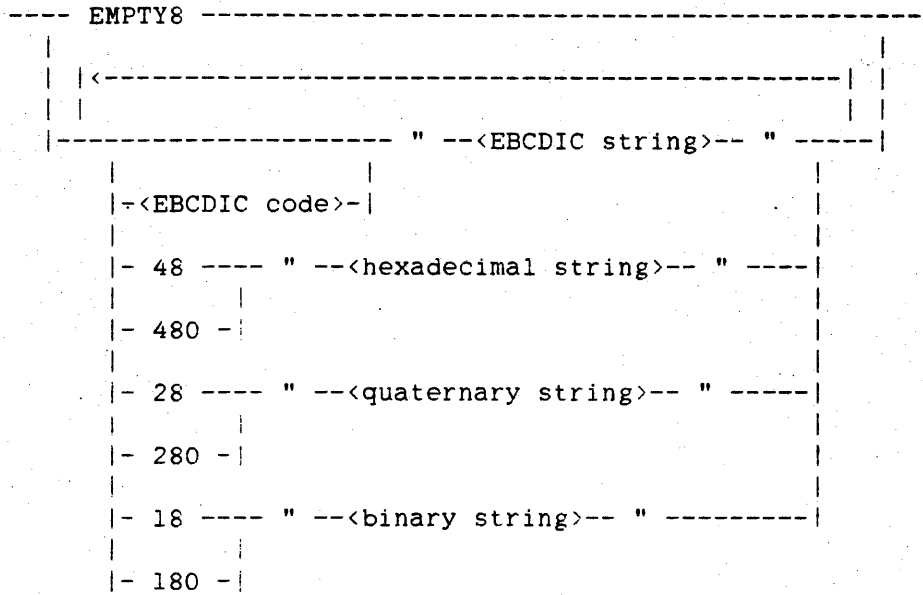 ---- EMPTY8 ----------------------------------------------
" --<EBCDIC string>-- "
-<EBCDIC code>-
- 48 ---- " --<hexadecimal string>-- " ----
- 480 -
- 28 ---- " --<quaternary string>-- " -----
- 280 -
- 18 ---- " --<binary string>-- " ---------
- 180 -